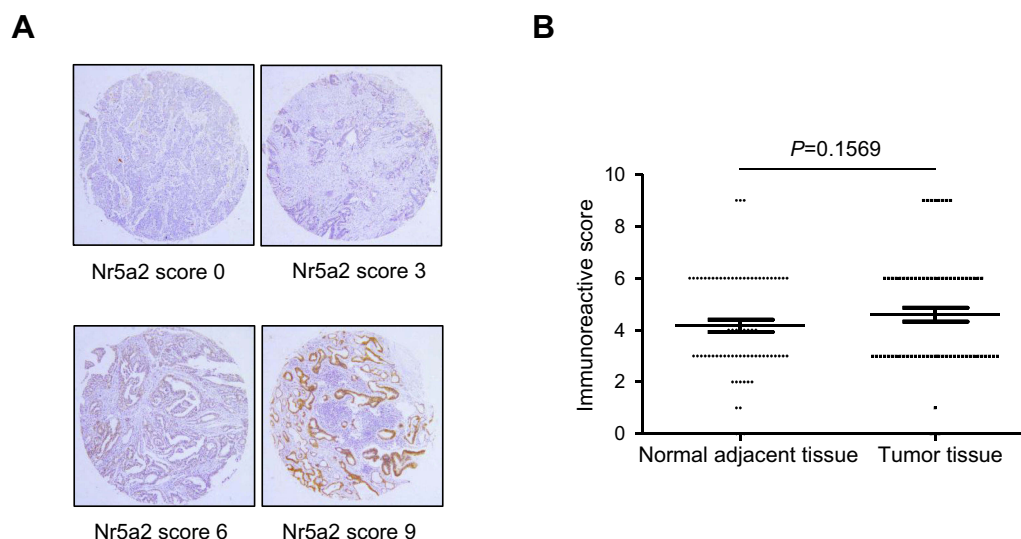 A
Nr5a2 score 0
Nr5a2 score 3
Nr5a2 score 6
Nr5a2 score 9
B
P=0.1569
Immunoreactive score
10
8
6
4
2
0
Normal adjacent tissue
Tumor tissue